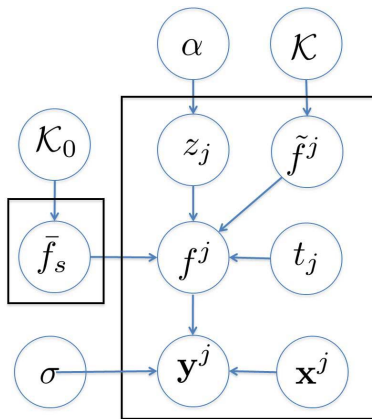 α 𝒦
𝒦₀ z_j f̃^j
f̄_s f^j t_j
σ 𝐲^j 𝐱^j